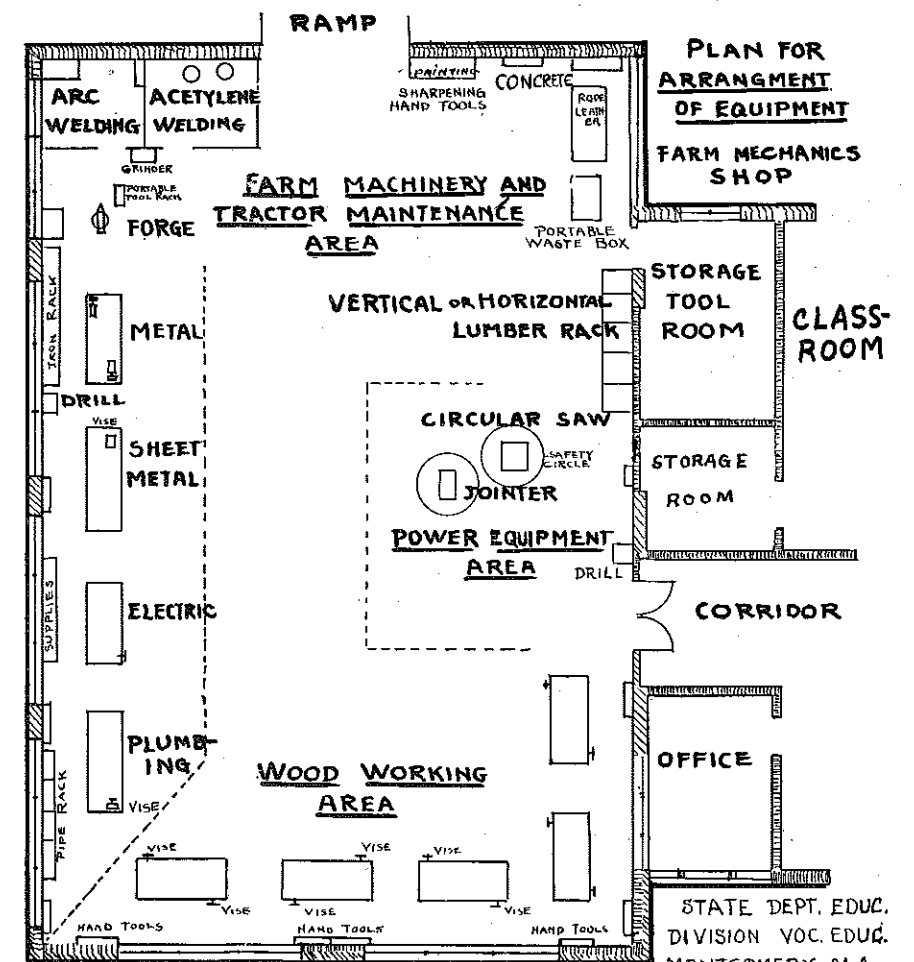 RAMP
PLAN FOR
ARRANGMENT
OF EQUIPMENT
FARM MECHANICS
SHOP
ARC
WELDING
ACETYLENE
WELDING
PAINTING
SHARPENING
HAND TOOLS
CONCRETE
ROPE
LEATH
ER
GRINDER
PORTABLE
TOOL RACK
FORGE
FARM MACHINERY AND
TRACTOR MAINTENANCE
AREA
PORTABLE
WASTE BOX
STORAGE
TOOL
ROOM
CLASS-
ROOM
VERTICAL OR HORIZONTAL
LUMBER RACK
IRON RACK
METAL
DRILL
VISE
SHEET
METAL
CIRCULAR SAW
SAFETY
CIRCLE
JOINTER
STORAGE
ROOM
POWER EQUIPMENT
AREA
DRILL
SUPPLIES
ELECTRIC
CORRIDOR
PLUMB-
ING
VISE
PIPE RACK
WOOD WORKING
AREA
OFFICE
VISE
VISE
VISE
VISE
VISE
VISE
HAND TOOLS
HAND TOOLS
HAND TOOLS
STATE DEPT. EDUC.
DIVISION VOC. EDUC.
MONTGOMERY, ALA.